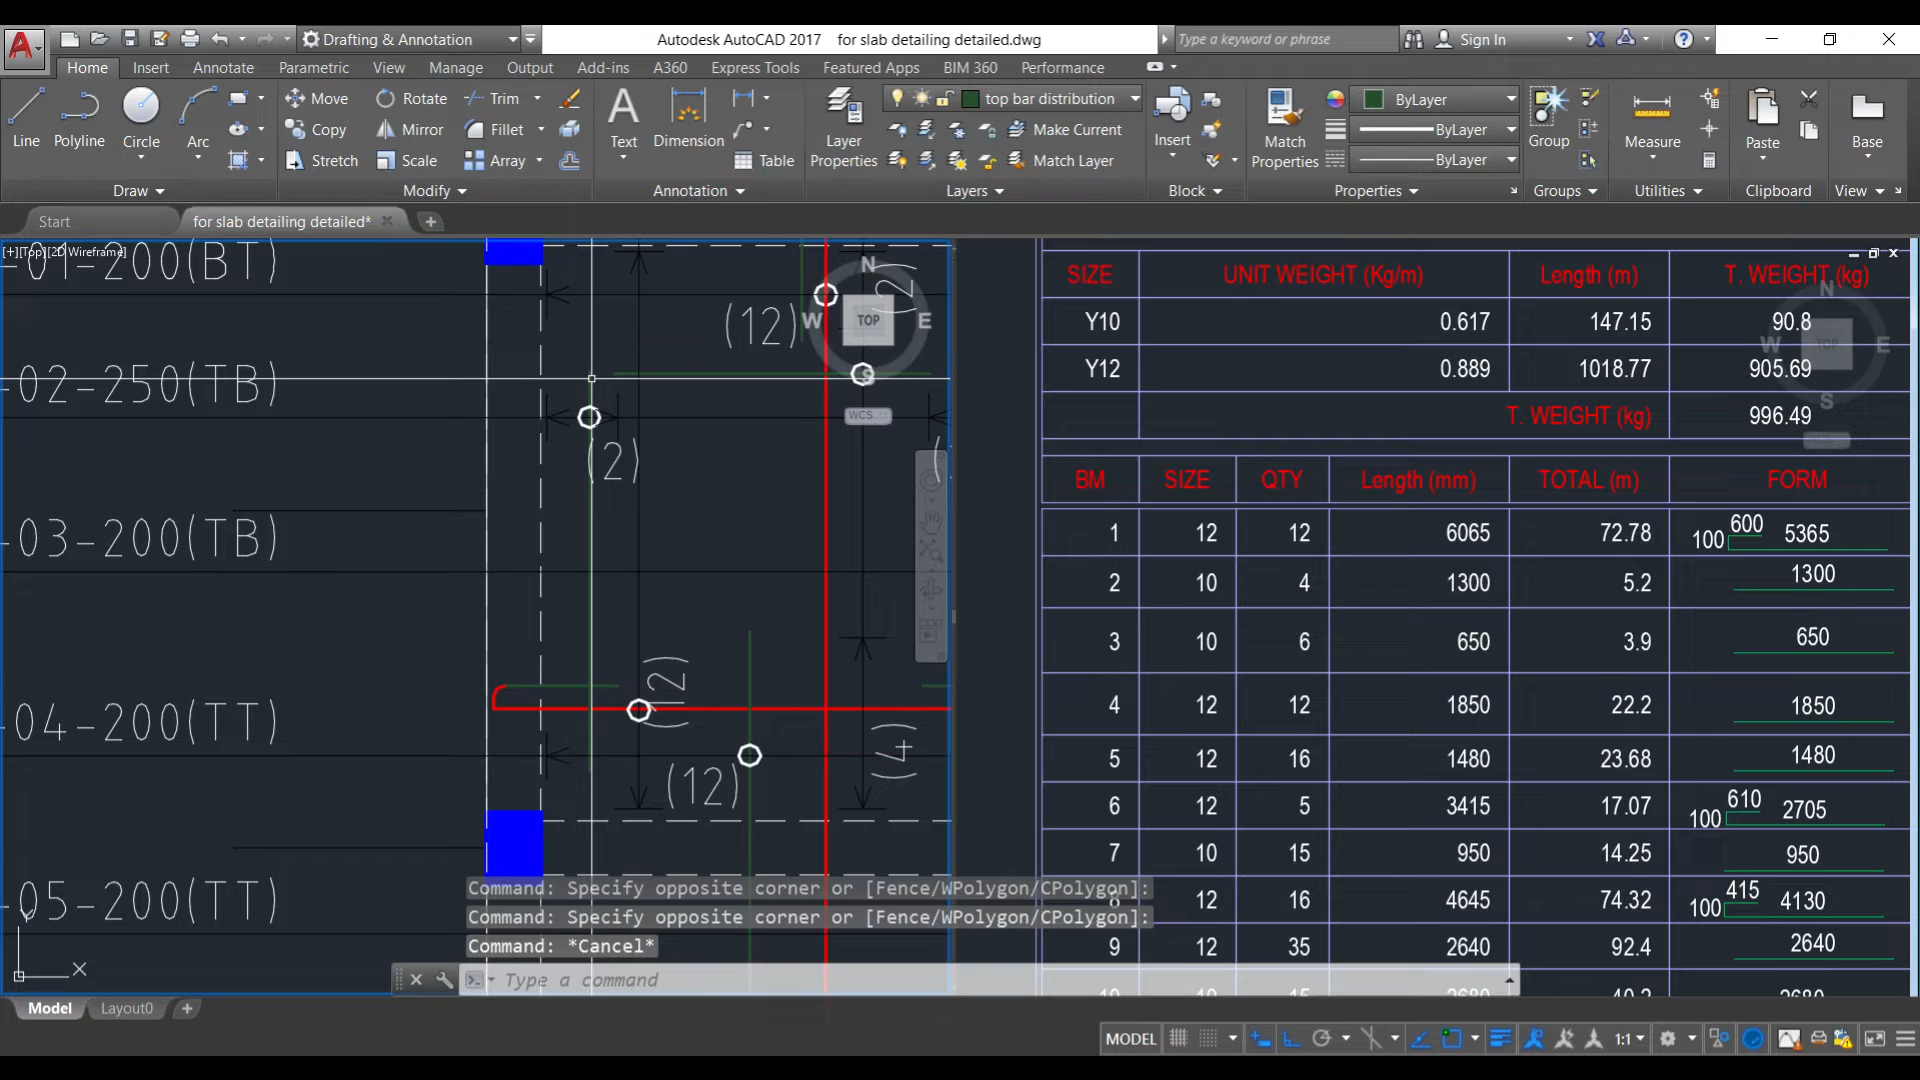 Drafting & Annotation
Autodesk AutoCAD 2017 for slab detailing detailed.dwg
Type a keyword or phrase
Sign In
Home Insert Annotate Parametric View Manage Output Add-ins A360 Express Tools Featured Apps BIM 360 Performance
Line Polyline Circle Arc
Move Rotate Trim
Copy Mirror Fillet
Stretch Scale Array
Text Dimension Table
Layer Properties
top bar distribution
Make Current
Match Layer
Insert
Match Properties
ByLayer
ByLayer
ByLayer
Group Measure Paste Base
Draw Modify Annotation Layers Block Properties Groups Utilities Clipboard View
Start for slab detailing detailed*
[+][Top][2D Wireframe]
-01-200(BT)
-02-250(TB)
-03-200(TB)
-04-200(TT)
-05-200(TT)
(12)
2)
(2)
(12)
(12)
(4)
N
W TOP E
S
WCS
N
W TOP E
S
SIZE UNIT WEIGHT (Kg/m) Length (m) T. WEIGHT (kg)
Y10 0.617 147.15 90.8
Y12 0.889 1018.77 905.69
T. WEIGHT (kg) 996.49
BM SIZE QTY Length (mm) TOTAL (m) FORM
1 12 12 6065 72.78 100 600 5365
2 10 4 1300 5.2 1300
3 10 6 650 3.9 650
4 12 12 1850 22.2 1850
5 12 16 1480 23.68 1480
6 12 5 3415 17.07 100 610 2705
7 10 15 950 14.25 950
8 12 16 4645 74.32 100 415 4130
9 12 35 2640 92.4 2640
10 10 15 2680 40.2 2680
Command: Specify opposite corner or [Fence/WPolygon/CPolygon]:
Command: Specify opposite corner or [Fence/WPolygon/CPolygon]:
Command: *Cancel*
Type a command
X
Model Layout0
MODEL 1:1